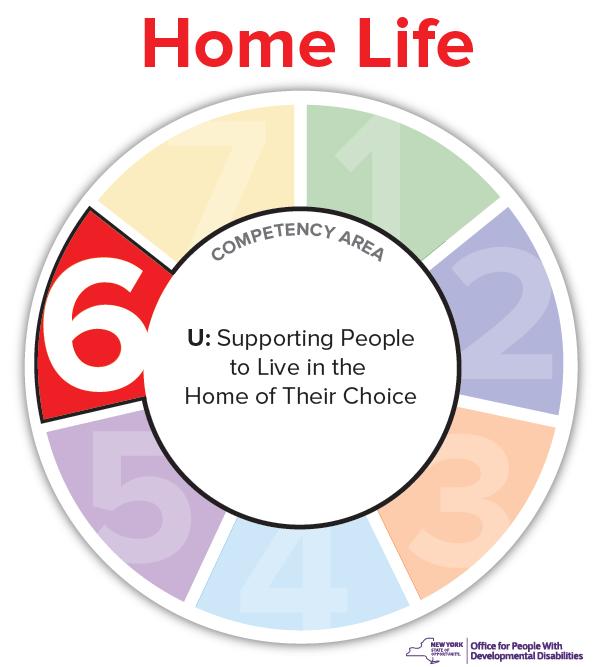 Home Life
7
1
COMPETENCY AREA
6
2
U: Supporting People
to Live in the
Home of Their Choice
5
3
4
NEW YORK
STATE OF
OPPORTUNITY.
Office for People With
Developmental Disabilities